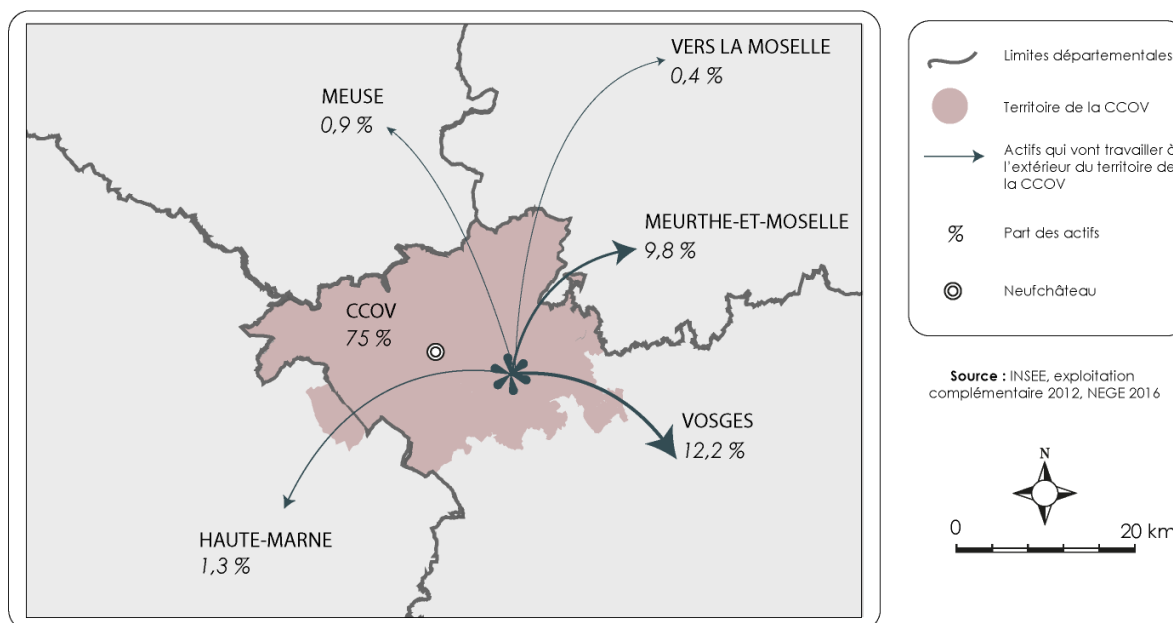 VERS LA MOSELLE
0,4 %
MEUSE
0,9 %
MEURTHE-ET-MOSELLE
9,8 %
CCOV
75 %
VOSGES
12,2 %
HAUTE-MARNE
1,3 %
Limites départementales
Territoire de la CCOV
Actifs qui vont travailler à
l'extérieur du territoire de
la CCOV
%
Part des actifs
Neufchâteau
Source : INSEE, exploitation
complémentaire 2012, NEGE 2016
N
0
20 km